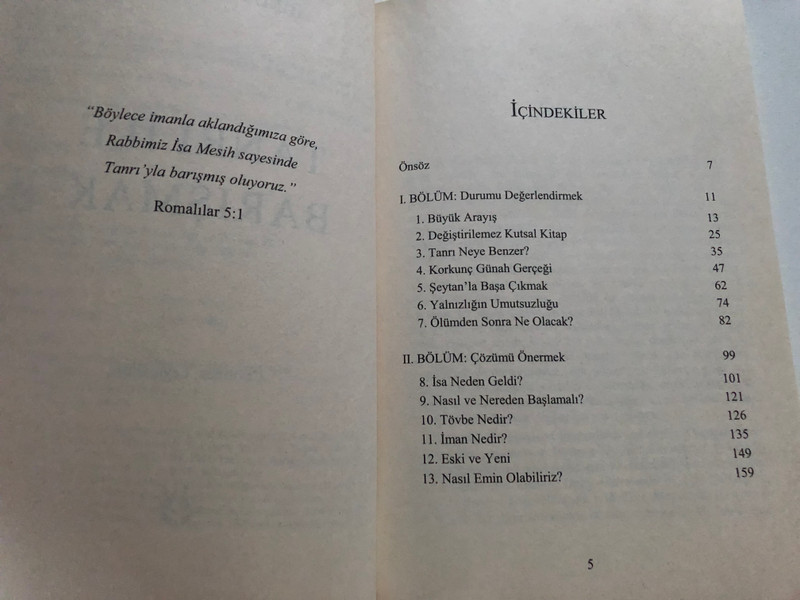 “Böylece imanla aklandığımıza göre,
Rabbimiz İsa Mesih sayesinde
Tanrı’yla barışmış oluyoruz.”
Romalılar 5:1
İÇİNDEKİLER
Önsöz 7
I. BÖLÜM: Durumu Değerlendirmek 11
1. Büyük Arayış 13
2. Değiştirilemez Kutsal Kitap 25
3. Tanrı Neye Benzer? 35
4. Korkunç Günah Gerçeği 47
5. Şeytan’la Başa Çıkmak 62
6. Yalnızlığın Umutsuzluğu 74
7. Ölümden Sonra Ne Olacak? 82
II. BÖLÜM: Çözümü Önermek 99
8. İsa Neden Geldi? 101
9. Nasıl ve Nereden Başlamalı? 121
10. Tövbe Nedir? 126
11. İman Nedir? 135
12. Eski ve Yeni 149
13. Nasıl Emin Olabiliriz? 159
5